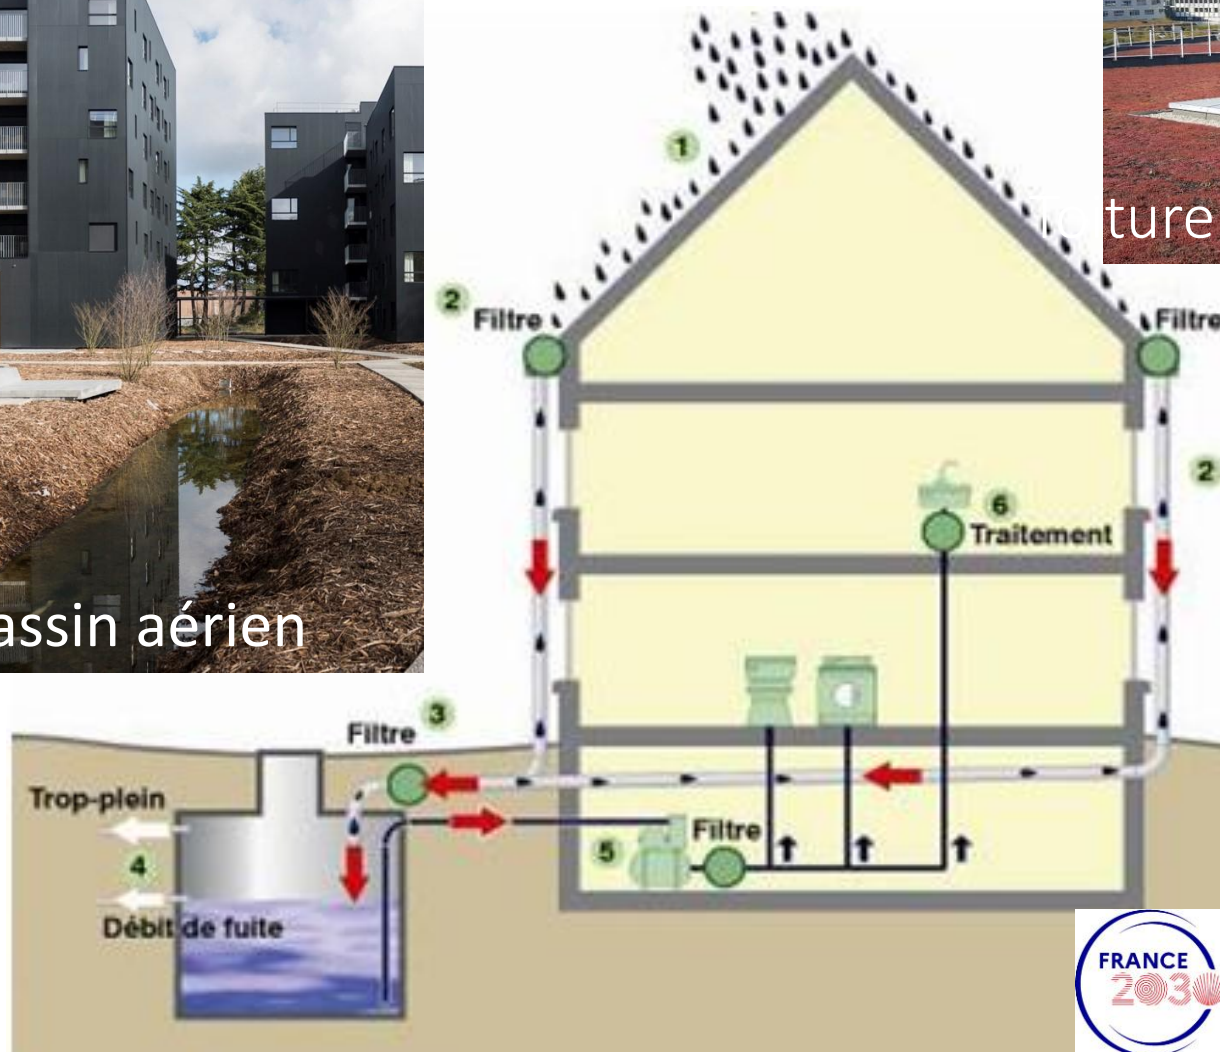 1
ture
2
Filtre
Filtre
2
6
Traitement
assin aérien
3
Filtre
Trop-plein
Filtre
5
4
Débit de fuite
FRANCE
2030